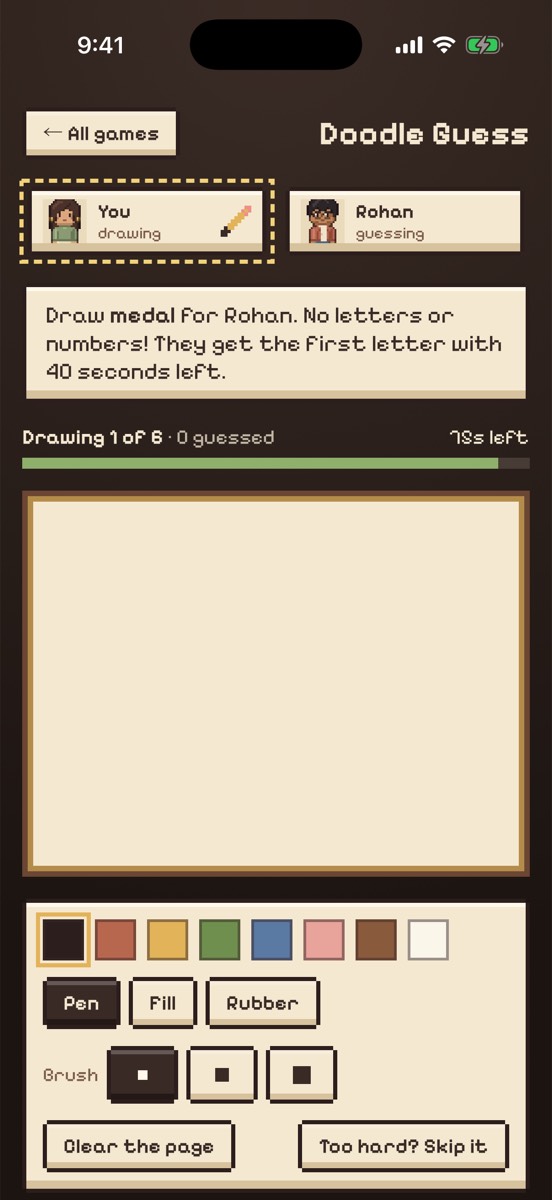 9:41
← All games
Doodle Guess
You
drawing
Rohan
guessing
Draw medal for Rohan. No letters or
numbers! They get the first letter with
40 seconds left.
Drawing 1 of 6 · 0 guessed
78s left
Pen
Fill
Rubber
Brush
Clear the page
Too hard? Skip it